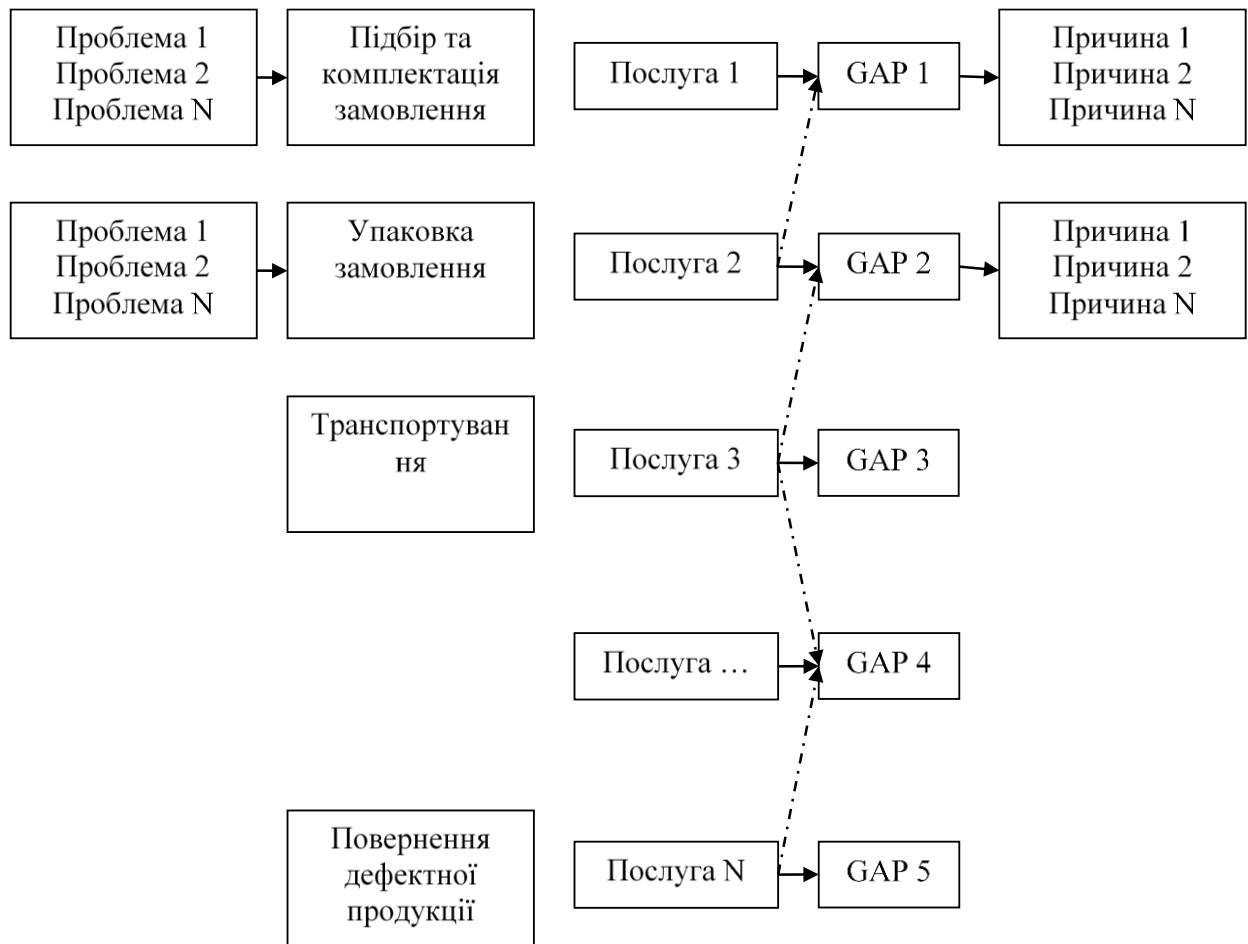 Проблема 1
Проблема 2
Проблема N
Підбір та
комплектація
замовлення
Послуга 1
GAP 1
Причина 1
Причина 2
Причина N
Проблема 1
Проблема 2
Проблема N
Упаковка
замовлення
Послуга 2
GAP 2
Причина 1
Причина 2
Причина N
Транспортуван
ня
Послуга 3
GAP 3
Послуга ...
GAP 4
Повернення
дефектної
продукції
Послуга N
GAP 5